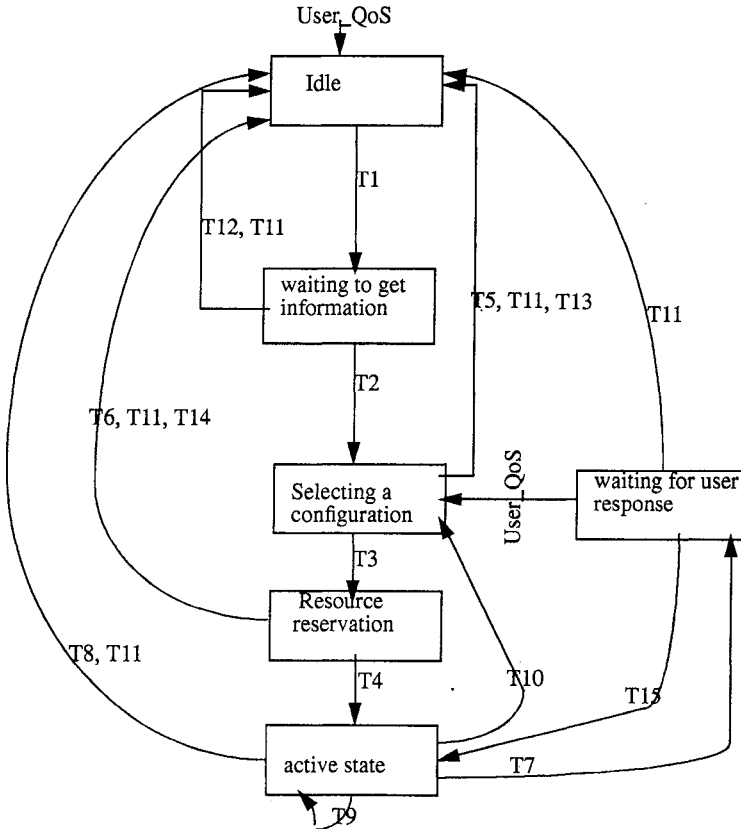 User_QoS
Idle
T1
T12, T11
waiting to get
information
T5, T11, T13
T11
T2
T6, T11, T14
Selecting a
configuration
User_QoS
waiting for user
response
T3
Resource
reservation
T8, T11
T4
T10
T15
active state
T7
T9